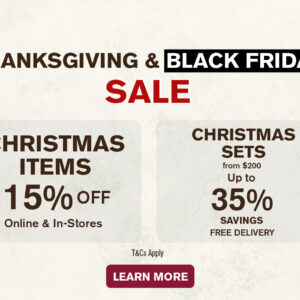 HANKSGIVING & BLACK FRIDA
SALE
CHRISTMAS
ITEMS
15% OFF
Online & In-Stores
CHRISTMAS
SETS
from $200
Up to
35%
SAVINGS
FREE DELIVERY
T&Cs Apply
LEARN MORE